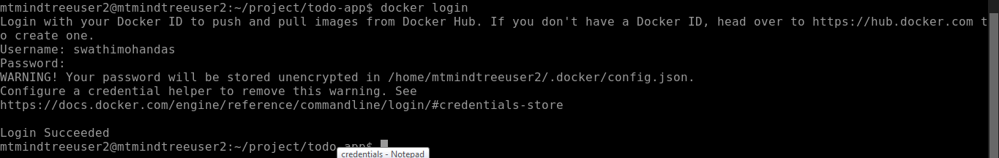 mtmindtreeuser2@mtmindtreeuser2:~/project/todo-app$ docker login
Login with your Docker ID to push and pull images from Docker Hub. If you don't have a Docker ID, head over to https://hub.docker.com t
o create one.
Username: swathimohandas
Password:
WARNING! Your password will be stored unencrypted in /home/mtmindtreeuser2/.docker/config.json.
Configure a credential helper to remove this warning. See
https://docs.docker.com/engine/reference/commandline/login/#credentials-store
Login Succeeded
mtmindtreeuser2@mtmindtreeuser2:~/project/todo-app$
credentials - Notepad